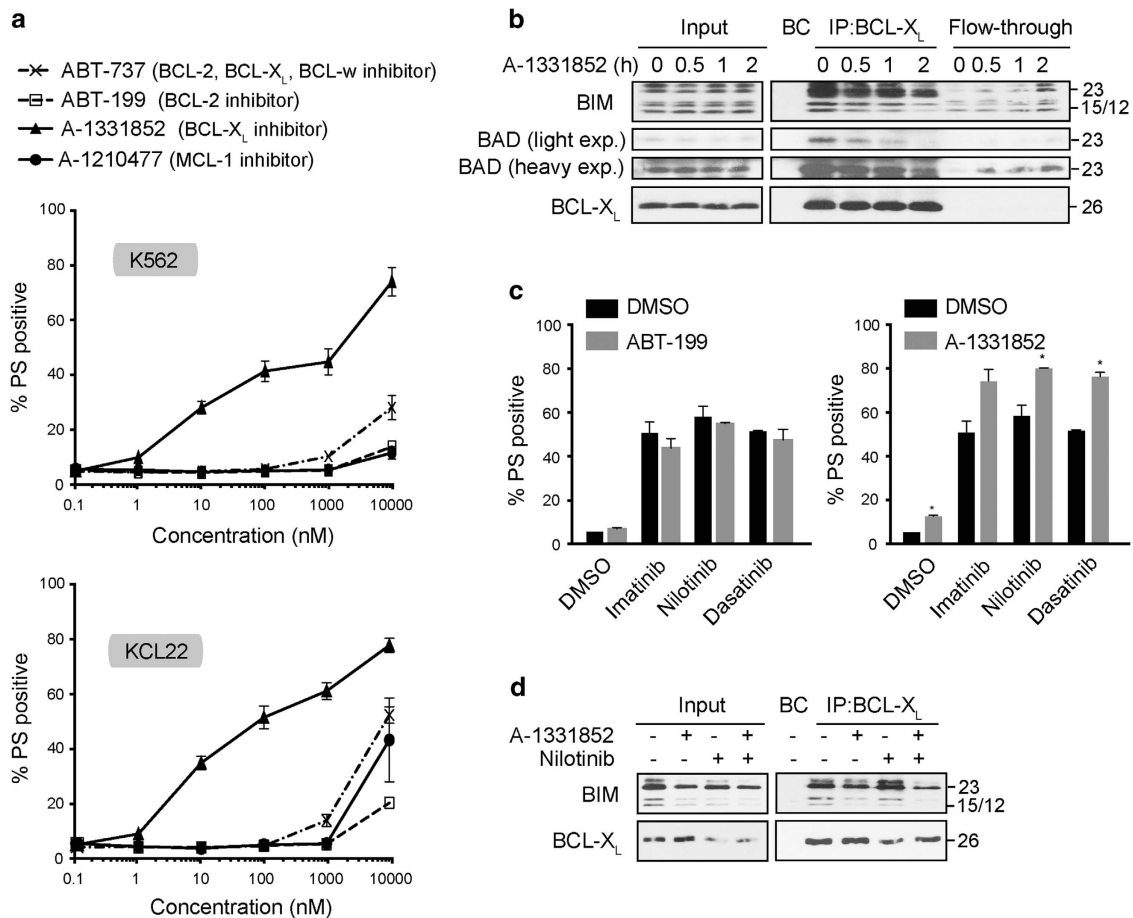 a
ABT-737 (BCL-2, BCL-XL, BCL-w inhibitor)
ABT-199 (BCL-2 inhibitor)
A-1331852 (BCL-XL inhibitor)
A-1210477 (MCL-1 inhibitor)
100
80
60
40
20
0
% PS positive
K562
0.1 1 10 100 1000 10000
Concentration (nM)
100
80
60
40
20
0
% PS positive
KCL22
0.1 1 10 100 1000 10000
Concentration (nM)
b
Input BC IP:BCL-XL Flow-through
A-1331852 (h) 0 0.5 1 2 0 0.5 1 2 0 0.5 1 2
BIM 23
15/12
BAD (light exp.) 23
BAD (heavy exp.) 23
BCL-XL 26
c
DMSO
ABT-199
100
80
60
40
20
0
% PS positive
DMSO Imatinib Nilotinib Dasatinib
DMSO
A-1331852
100
80
60
40
20
0
% PS positive
* * *
DMSO Imatinib Nilotinib Dasatinib
d
Input BC IP:BCL-XL
A-1331852 - + - + - - + - +
Nilotinib - - + + - - - + +
BIM 23
15/12
BCL-XL 26